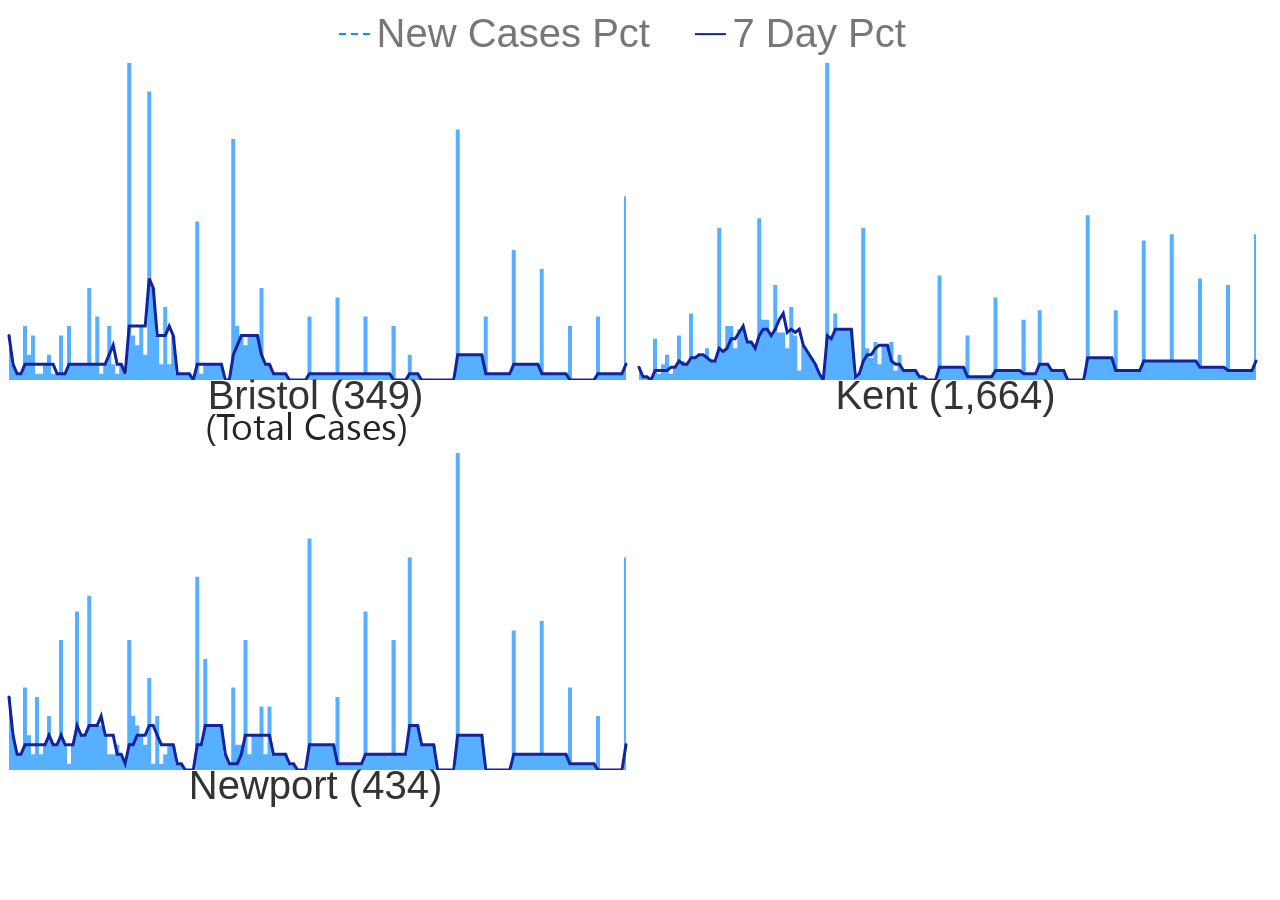 New Cases Pct 7 Day Pct
Bristol (349) Kent (1,664)
(Total Cases)
Newport (434)